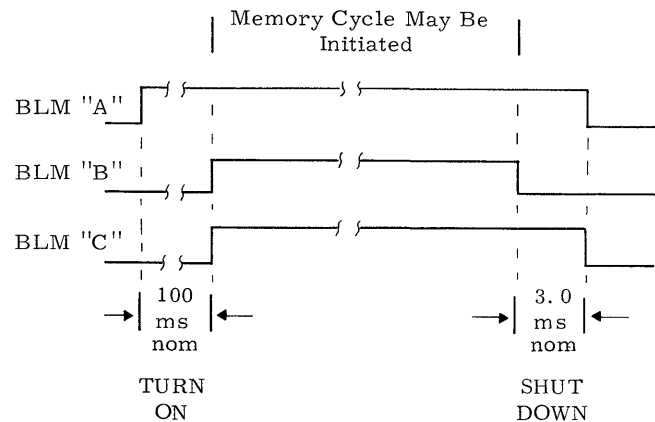 Memory Cycle May Be
Initiated
BLM "A"
BLM "B"
BLM "C"
100
ms
nom
3.0
ms
nom
TURN
ON
SHUT
DOWN